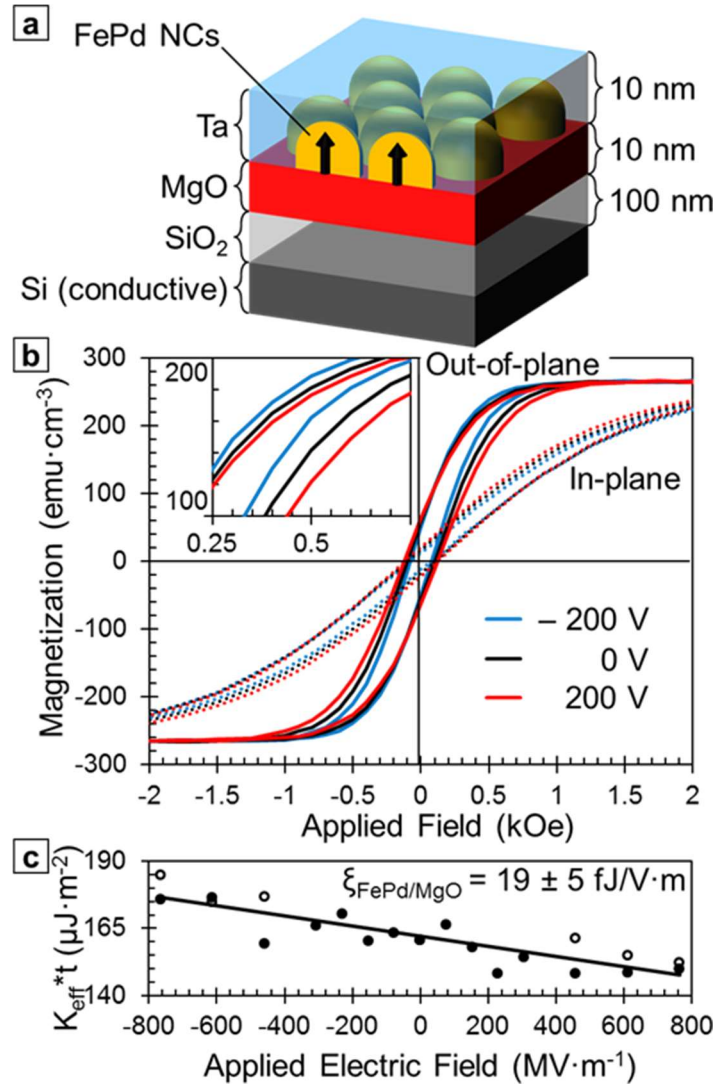 a
FePd NCs
Ta
MgO
SiO₂
Si (conductive)
10 nm
10 nm
100 nm
b
Magnetization (emu·cm⁻³)
300
200
100
0
-100
-200
-300
200
100
0.25
0.5
Out-of-plane
In-plane
– 200 V
0 V
200 V
-2
-1.5
-1
-0.5
0
0.5
1
1.5
2
Applied Field (kOe)
c
K_eff*t (µJ·m⁻²)
190
165
140
ξ_FePd/MgO = 19 ± 5 fJ/V·m
-800
-600
-400
-200
0
200
400
600
800
Applied Electric Field (MV·m⁻¹)